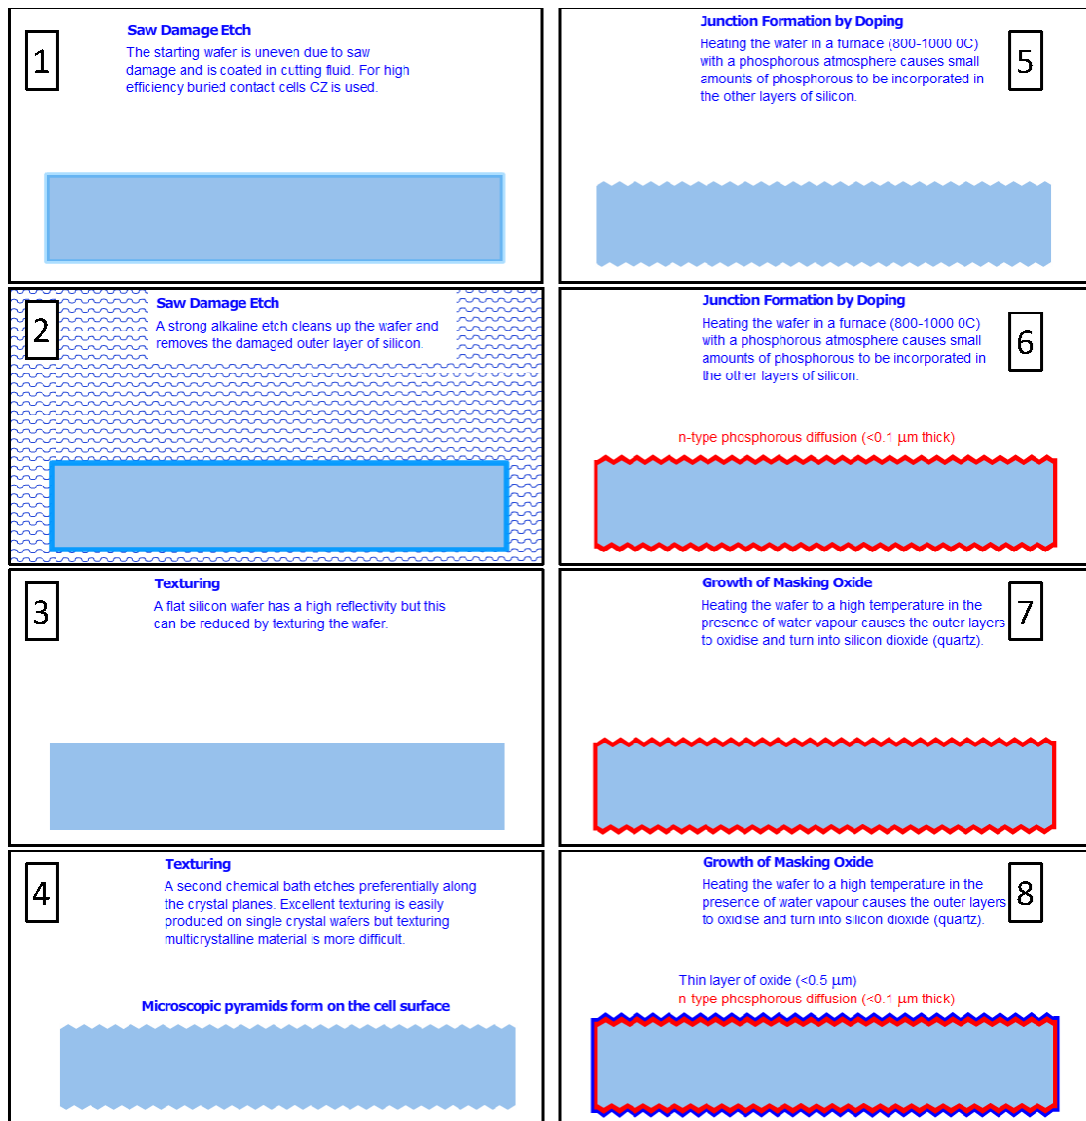 1
Saw Damage Etch
The starting wafer is uneven due to saw
damage and is coated in cutting fluid. For high
efficiency buried contact cells CZ is used.
2
Saw Damage Etch
A strong alkaline etch cleans up the wafer and
removes the damaged outer layer of silicon.
3
Texturing
A flat silicon wafer has a high reflectivity but this
can be reduced by texturing the wafer.
4
Texturing
A second chemical bath etches preferentially along
the crystal planes. Excellent texturing is easily
produced on single crystal wafers but texturing
multicrystalline material is more difficult.
Microscopic pyramids form on the cell surface
5
Junction Formation by Doping
Heating the wafer in a furnace (800-1000 0C)
with a phosphorous atmosphere causes small
amounts of phosphorous to be incorporated in
the other layers of silicon.
6
Junction Formation by Doping
Heating the wafer in a furnace (800-1000 0C)
with a phosphorous atmosphere causes small
amounts of phosphorous to be incorporated in
the other layers of silicon.
n-type phosphorous diffusion (<0.1 μm thick)
7
Growth of Masking Oxide
Heating the wafer to a high temperature in the
presence of water vapour causes the outer layers
to oxidise and turn into silicon dioxide (quartz).
8
Growth of Masking Oxide
Heating the wafer to a high temperature in the
presence of water vapour causes the outer layers
to oxidise and turn into silicon dioxide (quartz).
Thin layer of oxide (<0.5 μm)
n-type phosphorous diffusion (<0.1 μm thick)